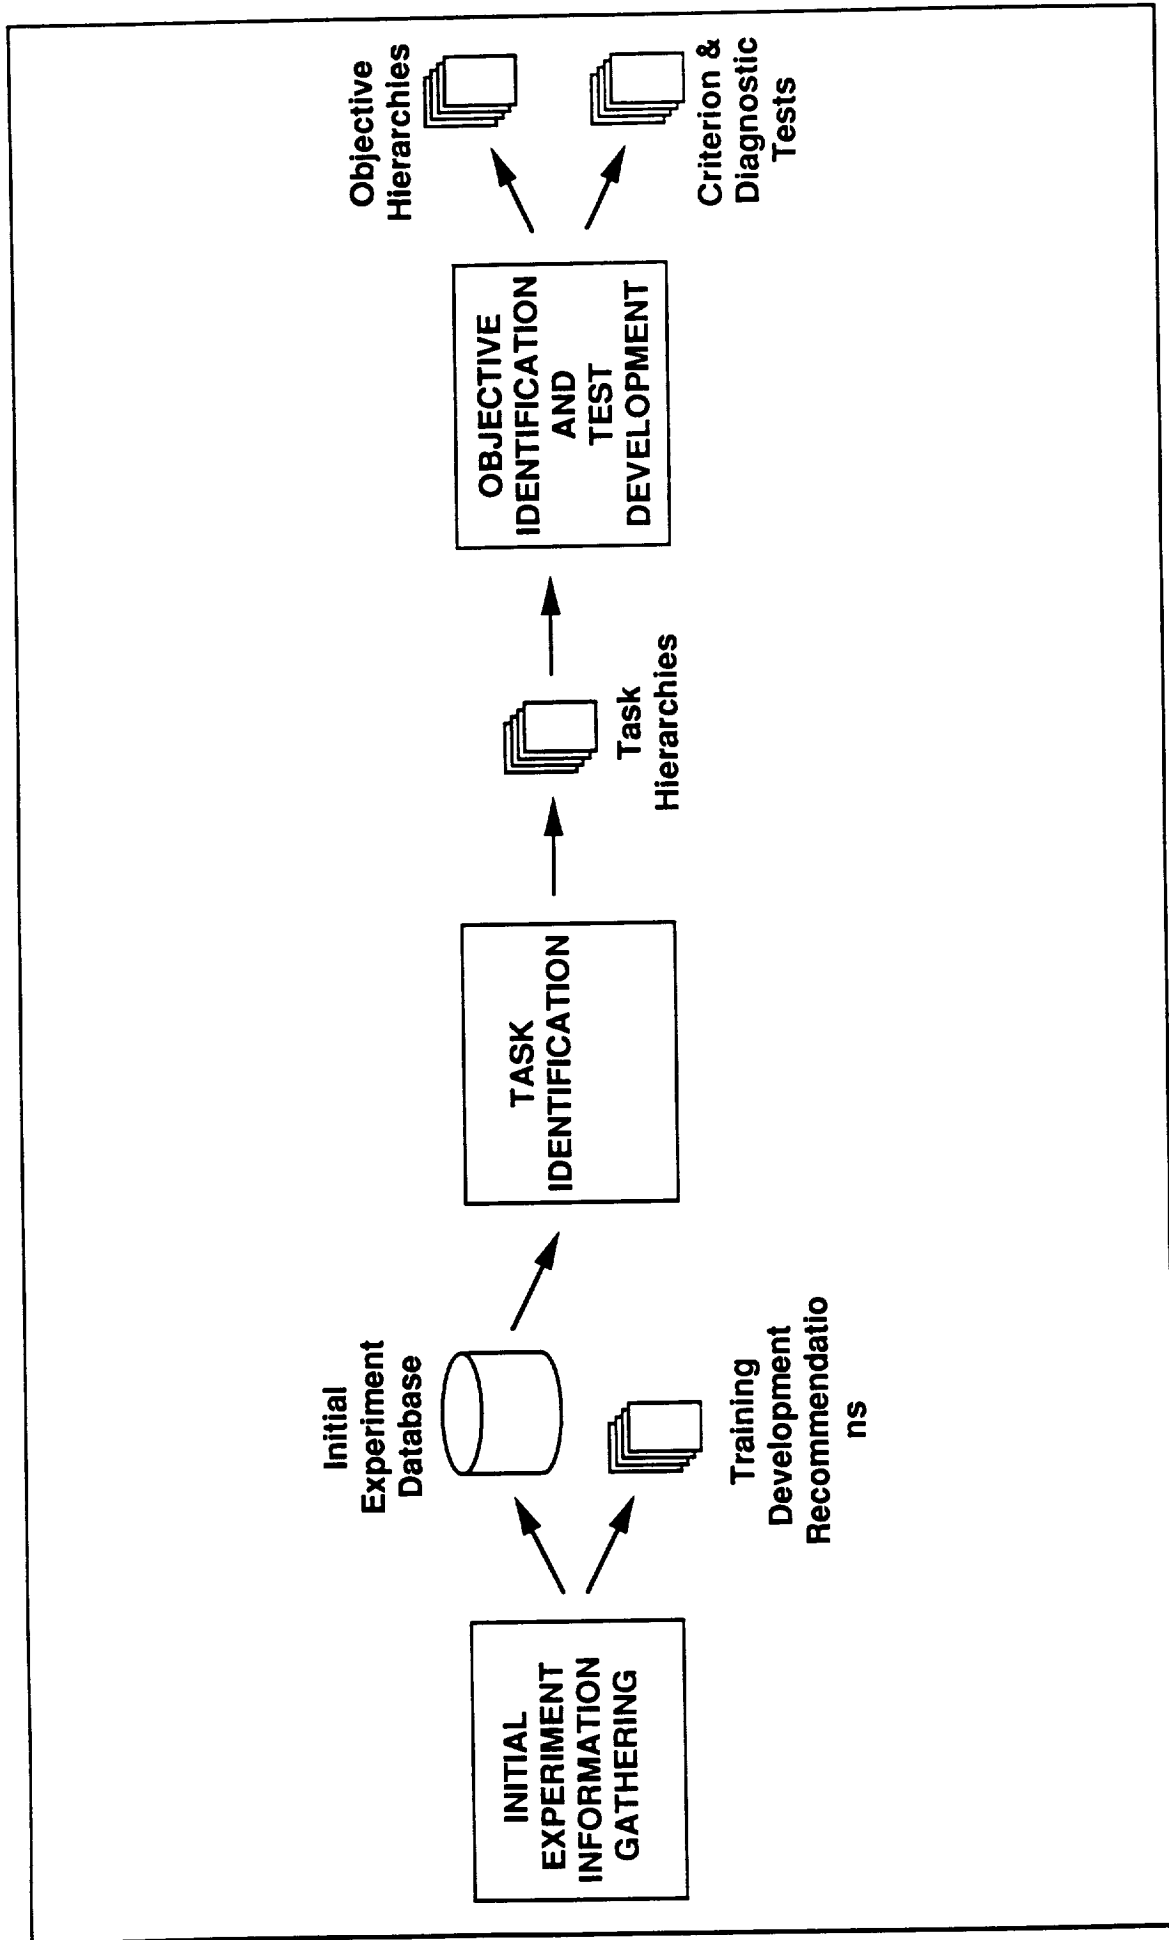 INITIAL
EXPERIMENT
INFORMATION
GATHERING
Initial
Experiment
Database
Training
Development
Recommendatio
ns
TASK
IDENTIFICATION
Task
Hierarchies
OBJECTIVE
IDENTIFICATION
AND
TEST
DEVELOPMENT
Objective
Hierarchies
Criterion &
Diagnostic
Tests